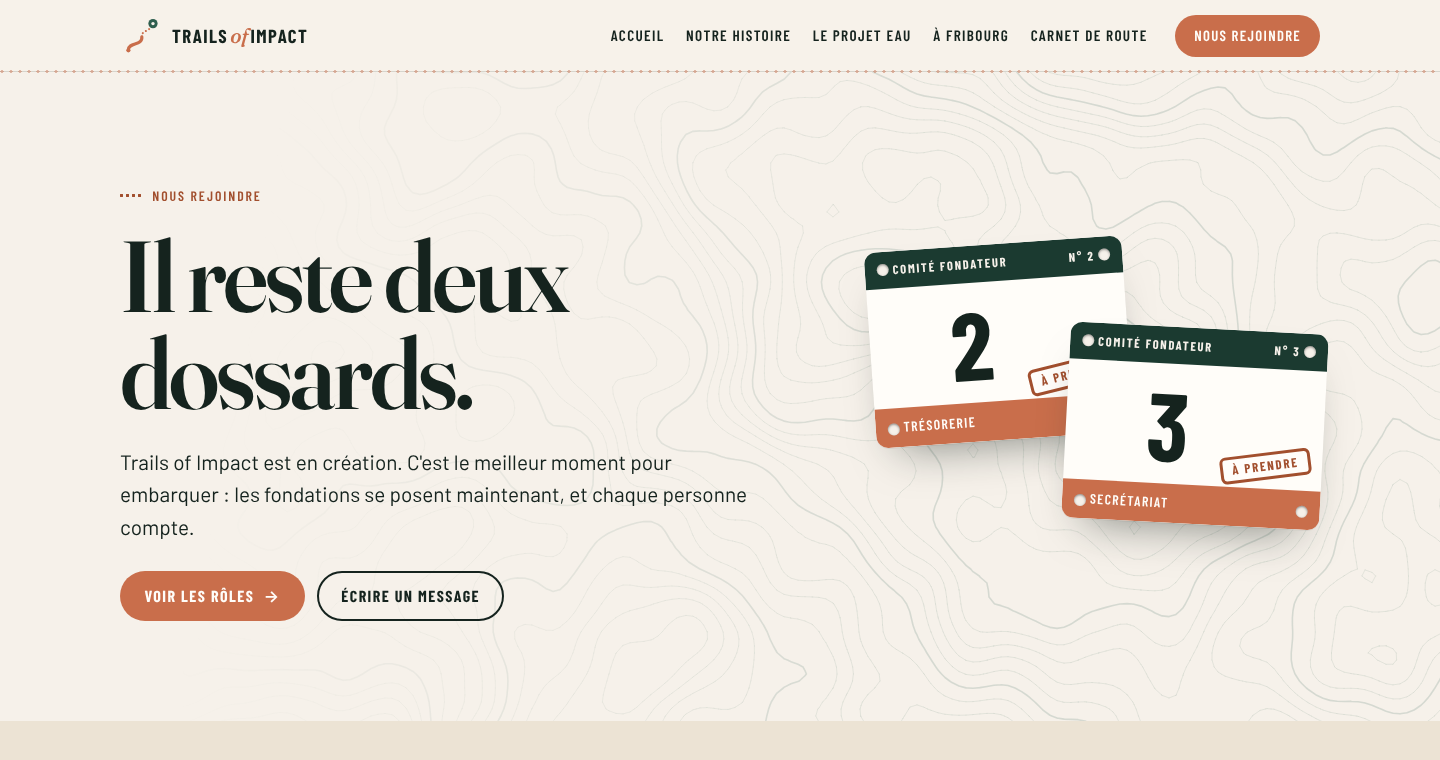 TRAILS of IMPACT
ACCUEIL
NOTRE HISTOIRE
LE PROJET EAU
À FRIBOURG
CARNET DE ROUTE
NOUS REJOINDRE
NOUS REJOINDRE
Il reste deux
dossards.
Trails of Impact est en création. C'est le meilleur moment pour
embarquer : les fondations se posent maintenant, et chaque personne
compte.
VOIR LES RÔLES →
ÉCRIRE UN MESSAGE
COMITÉ FONDATEUR N° 2
2
TRÉSORERIE
COMITÉ FONDATEUR N° 3
3
À PRENDRE
SECRÉTARIAT